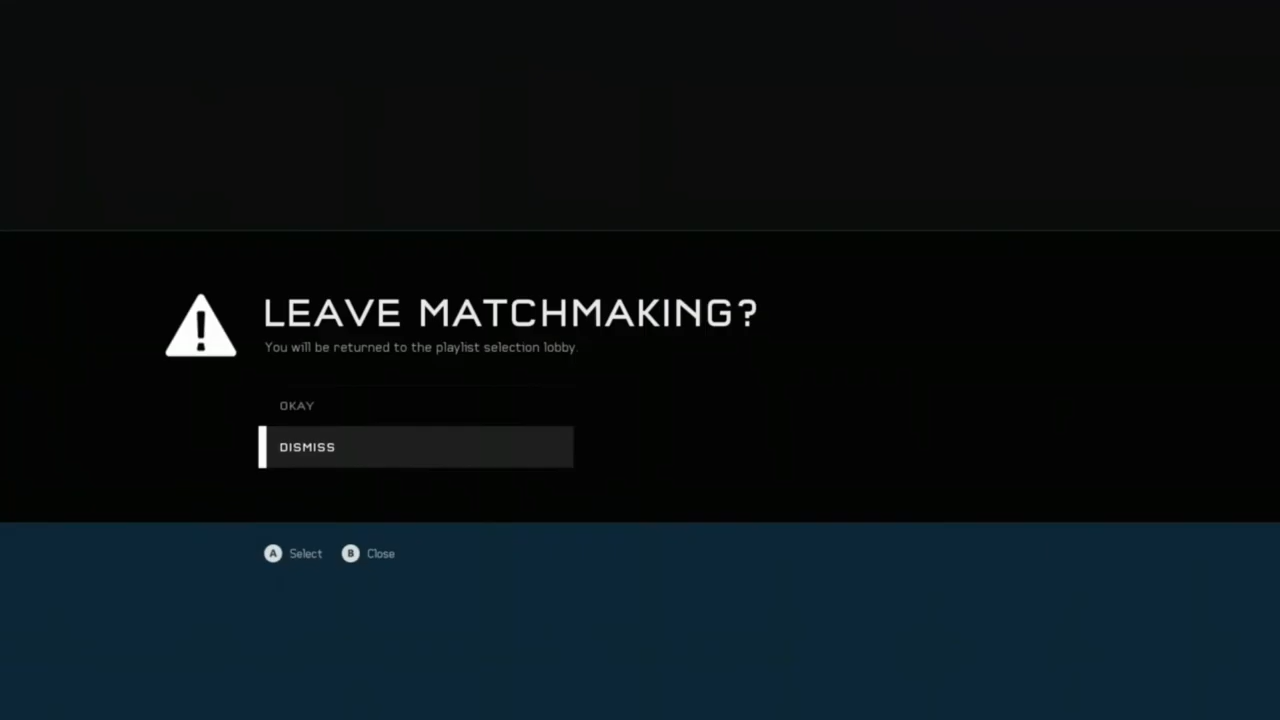 LEAVE MATCHMAKING?
You will be returned to the playlist selection lobby.
OKAY
DISMISS
A Select B Close